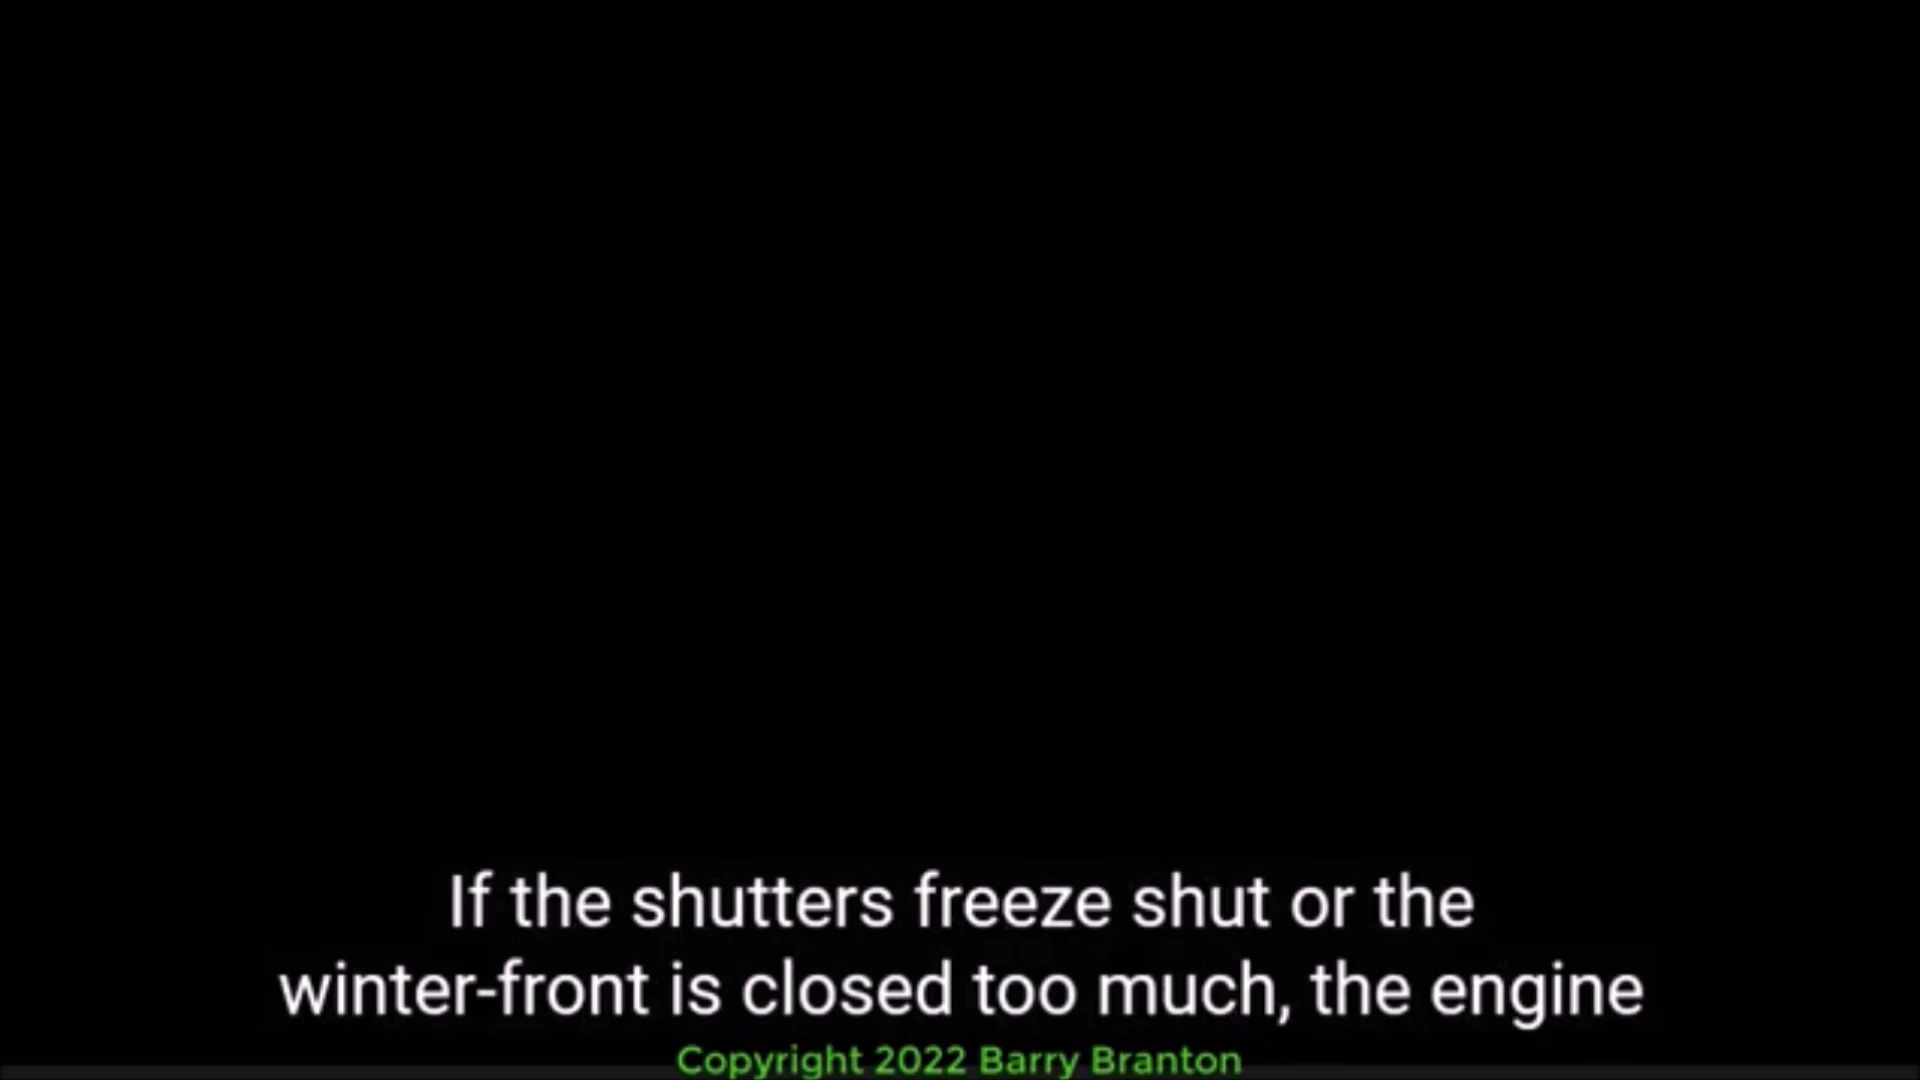 If the shutters freeze shut or the
winter-front is closed too much, the engine
Copyright 2022 Barry Branton